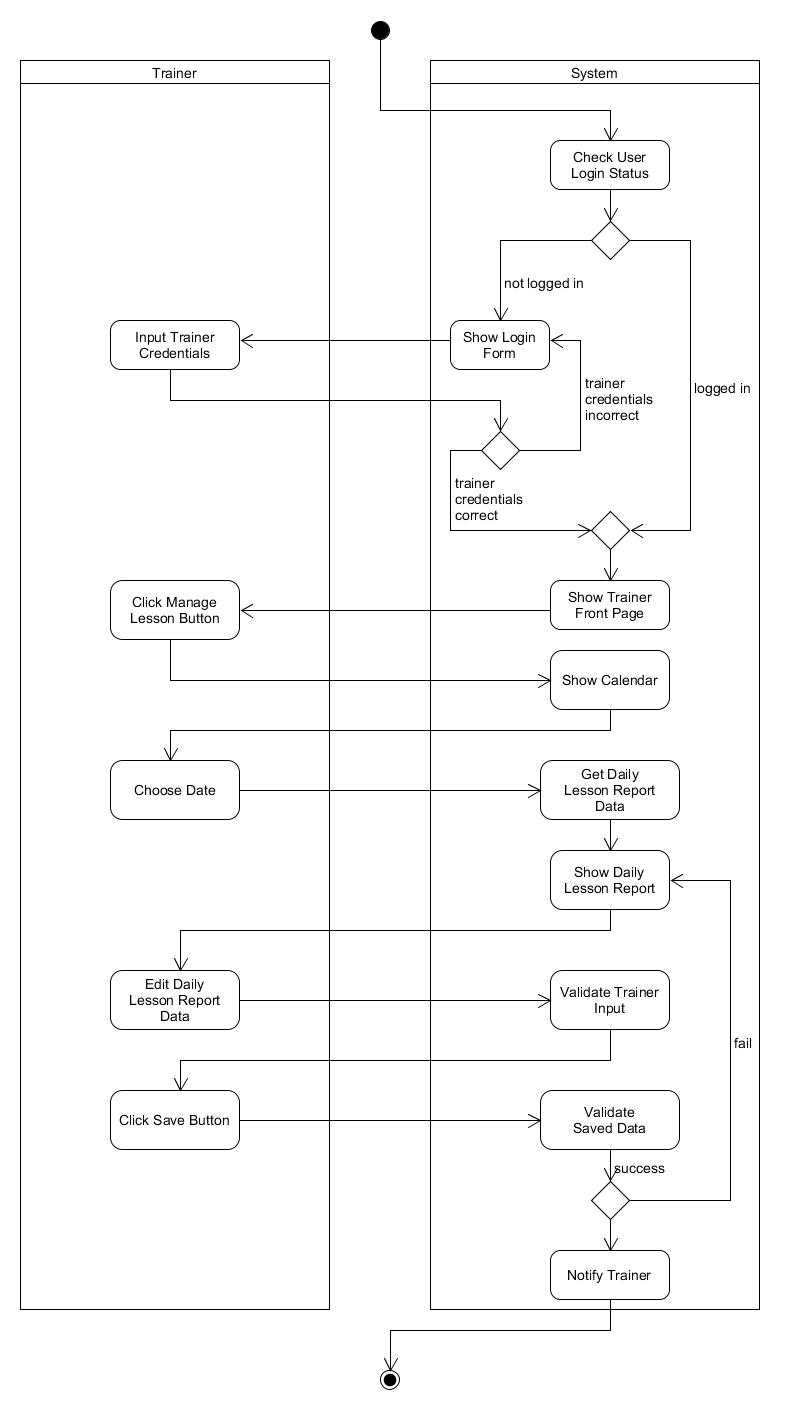 Trainer
System
Check User
Login Status
not logged in
Input Trainer
Credentials
Show Login
Form
trainer
credentials
incorrect
logged in
trainer
credentials
correct
Click Manage
Lesson Button
Show Trainer
Front Page
Show Calendar
Choose Date
Get Daily
Lesson Report
Data
Show Daily
Lesson Report
Edit Daily
Lesson Report
Data
Validate Trainer
Input
fail
Click Save Button
Validate
Saved Data
success
Notify Trainer